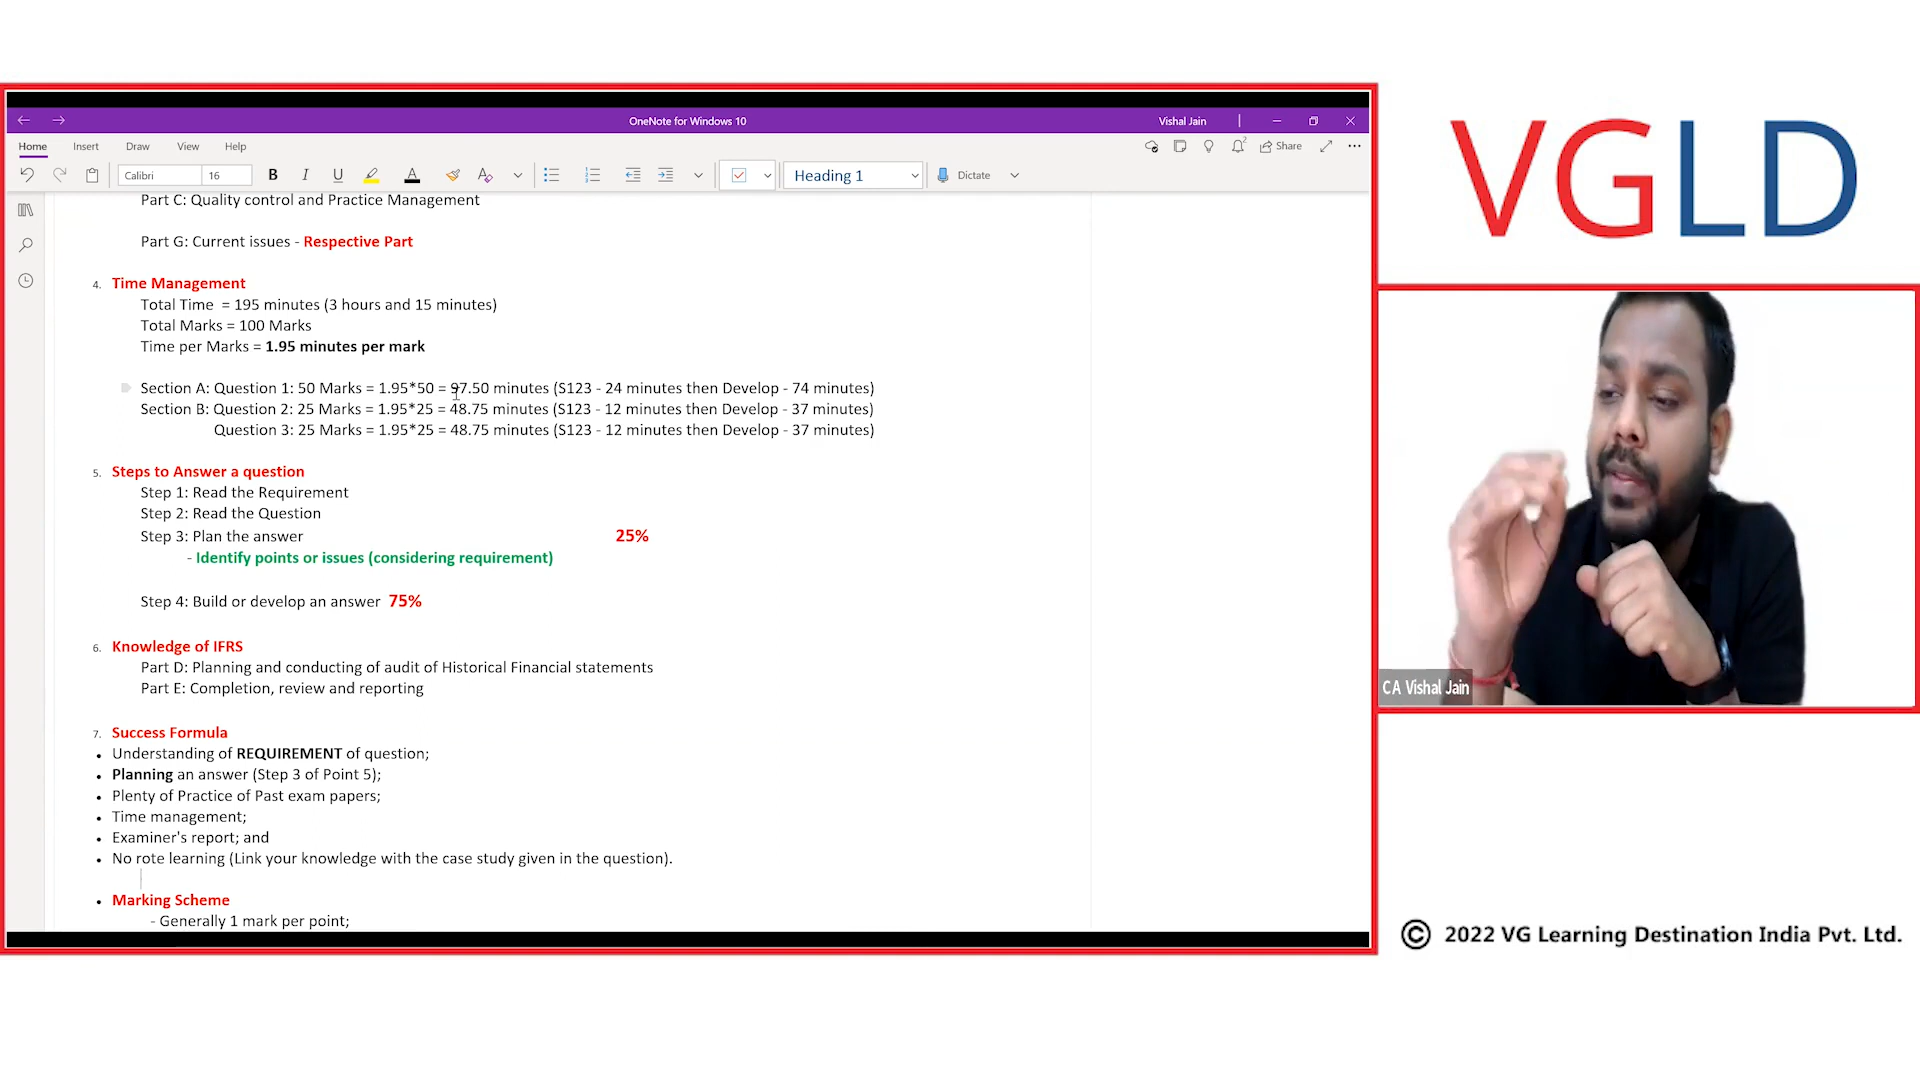 OneNote for Windows 10
Vishal Jain
Home Insert Draw View Help
Share
Calibri 16 B I U A Heading 1 Dictate
Part C: Quality control and Practice Management
Part G: Current issues - Respective Part
4. Time Management
Total Time = 195 minutes (3 hours and 15 minutes)
Total Marks = 100 Marks
Time per Marks = 1.95 minutes per mark
Section A: Question 1: 50 Marks = 1.95*50 = 97.50 minutes (S123 - 24 minutes then Develop - 74 minutes)
Section B: Question 2: 25 Marks = 1.95*25 = 48.75 minutes (S123 - 12 minutes then Develop - 37 minutes)
Question 3: 25 Marks = 1.95*25 = 48.75 minutes (S123 - 12 minutes then Develop - 37 minutes)
5. Steps to Answer a question
Step 1: Read the Requirement
Step 2: Read the Question
Step 3: Plan the answer 25%
- Identify points or issues (considering requirement)
Step 4: Build or develop an answer 75%
6. Knowledge of IFRS
Part D: Planning and conducting of audit of Historical Financial statements
Part E: Completion, review and reporting
7. Success Formula
• Understanding of REQUIREMENT of question;
• Planning an answer (Step 3 of Point 5);
• Plenty of Practice of Past exam papers;
• Time management;
• Examiner's report; and
• No rote learning (Link your knowledge with the case study given in the question).
• Marking Scheme
- Generally 1 mark per point;
VGLD
CA Vishal Jain
© 2022 VG Learning Destination India Pvt. Ltd.